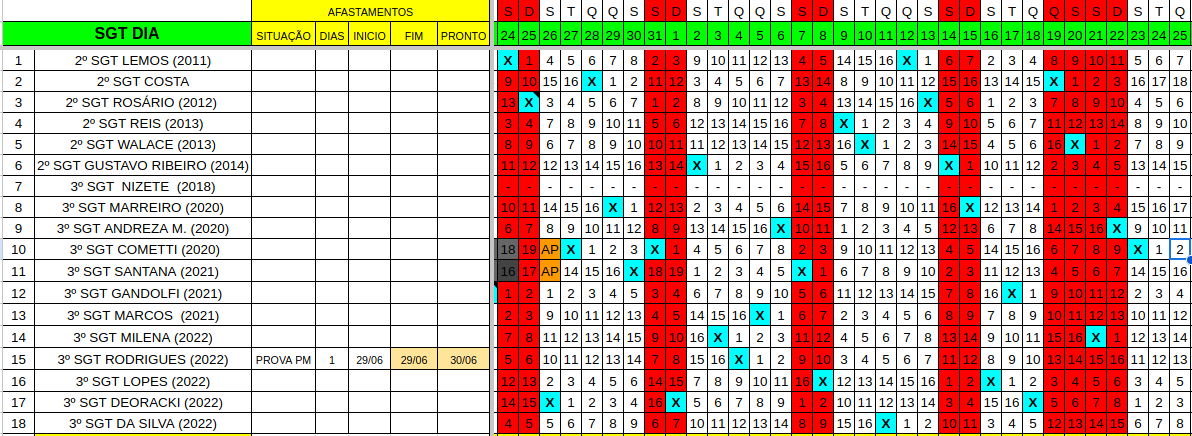 AFASTAMENTOS S D S T Q Q S S D S T Q Q S S D S T Q Q S S D S T Q Q S S D S T Q
SGT DIA SITUAÇÃO DIAS INICIO FIM PRONTO 24 25 26 27 28 29 30 31 1 2 3 4 5 6 7 8 9 10 11 12 13 14 15 16 17 18 19 20 21 22 23 24 25
1 2º SGT LEMOS (2011) X 1 4 5 6 7 8 2 3 9 10 11 12 13 4 5 14 15 16 X 1 6 7 2 3 4 8 9 10 11 5 6 7
2 2º SGT COSTA 9 10 15 16 X 1 2 11 12 3 4 5 6 7 13 14 8 9 10 11 12 15 16 13 14 15 X 1 2 3 16 17 18
3 2º SGT ROSÁRIO (2012) 13 X 3 4 5 6 7 1 2 8 9 10 11 12 3 4 13 14 15 16 X 5 6 1 2 3 7 8 9 10 4 5 6
4 2º SGT REIS (2013) 3 4 7 8 9 10 11 5 6 12 13 14 15 16 7 8 X 1 2 3 4 9 10 5 6 7 11 12 13 14 8 9 10
5 2º SGT WALACE (2013) 8 9 6 7 8 9 10 10 11 11 12 13 14 15 12 13 16 X 1 2 3 14 15 4 5 6 16 X 1 2 7 8 9
6 2º SGT GUSTAVO RIBEIRO (2014) 11 12 12 13 14 15 16 13 14 X 1 2 3 4 15 16 5 6 7 8 9 X 1 10 11 12 2 3 4 5 13 14 15
7 3º SGT NIZETE (2018) - - - - - - - - - - - - - - - - - - - - - - - - - - - - - - - - -
8 3º SGT MARREIRO (2020) 10 11 14 15 16 X 1 12 13 2 3 4 5 6 14 15 7 8 9 10 11 16 X 12 13 14 1 2 3 4 15 16 17
9 3º SGT ANDREZA M. (2020) 6 7 8 9 10 11 12 8 9 13 14 15 16 X 10 11 1 2 3 4 5 12 13 6 7 8 14 15 16 X 9 10 11
10 3º SGT COMETTI (2020) 18 19 AP X 1 2 3 X 1 4 5 6 7 8 2 3 9 10 11 12 13 4 5 14 15 16 6 7 8 9 X 1 2
11 3º SGT SANTANA (2021) 16 17 AP 14 15 16 X 18 19 1 2 3 4 5 X 1 6 7 8 9 10 2 3 11 12 13 4 5 6 7 14 15 16
12 3º SGT GANDOLFI (2021) 1 2 1 2 3 4 5 3 4 6 7 8 9 10 5 6 11 12 13 14 15 7 8 16 X 1 9 10 11 12 2 3 4
13 3º SGT MARCOS (2021) 2 3 9 10 11 12 13 4 5 14 15 16 X 1 6 7 2 3 4 5 6 8 9 7 8 9 10 11 12 13 10 11 12
14 3º SGT MILENA (2022) 7 8 11 12 13 14 15 9 10 16 X 1 2 3 11 12 4 5 6 7 8 13 14 9 10 11 15 16 X 1 12 13 14
15 3º SGT RODRIGUES (2022) PROVA PM 1 29/06 29/06 30/06 5 6 10 11 12 13 14 7 8 15 16 X 1 2 9 10 3 4 5 6 7 11 12 8 9 10 13 14 15 16 11 12 13
16 3º SGT LOPES (2022) 12 13 2 3 4 5 6 14 15 7 8 9 10 11 16 X 12 13 14 15 16 1 2 X 1 2 3 4 5 6 3 4 5
17 3º SGT DEORACKI (2022) 14 15 X 1 2 3 4 16 X 5 6 7 8 9 1 2 10 11 12 13 14 3 4 15 16 X 5 6 7 8 1 2 3
18 3º SGT DA SILVA (2022) 4 5 5 6 7 8 9 6 7 10 11 12 13 14 8 9 15 16 X 1 2 10 11 3 4 5 12 13 14 15 6 7 8